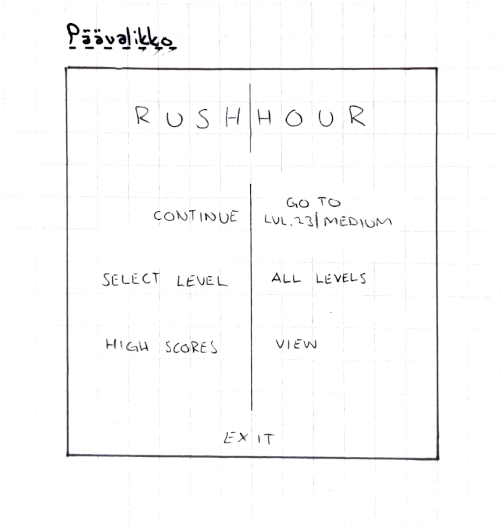 Päävalikko
RUSH HOUR
CONTINUE
GO TO
LVL.23|MEDIUM
SELECT LEVEL
ALL LEVELS
HIGH SCORES
VIEW
EXIT